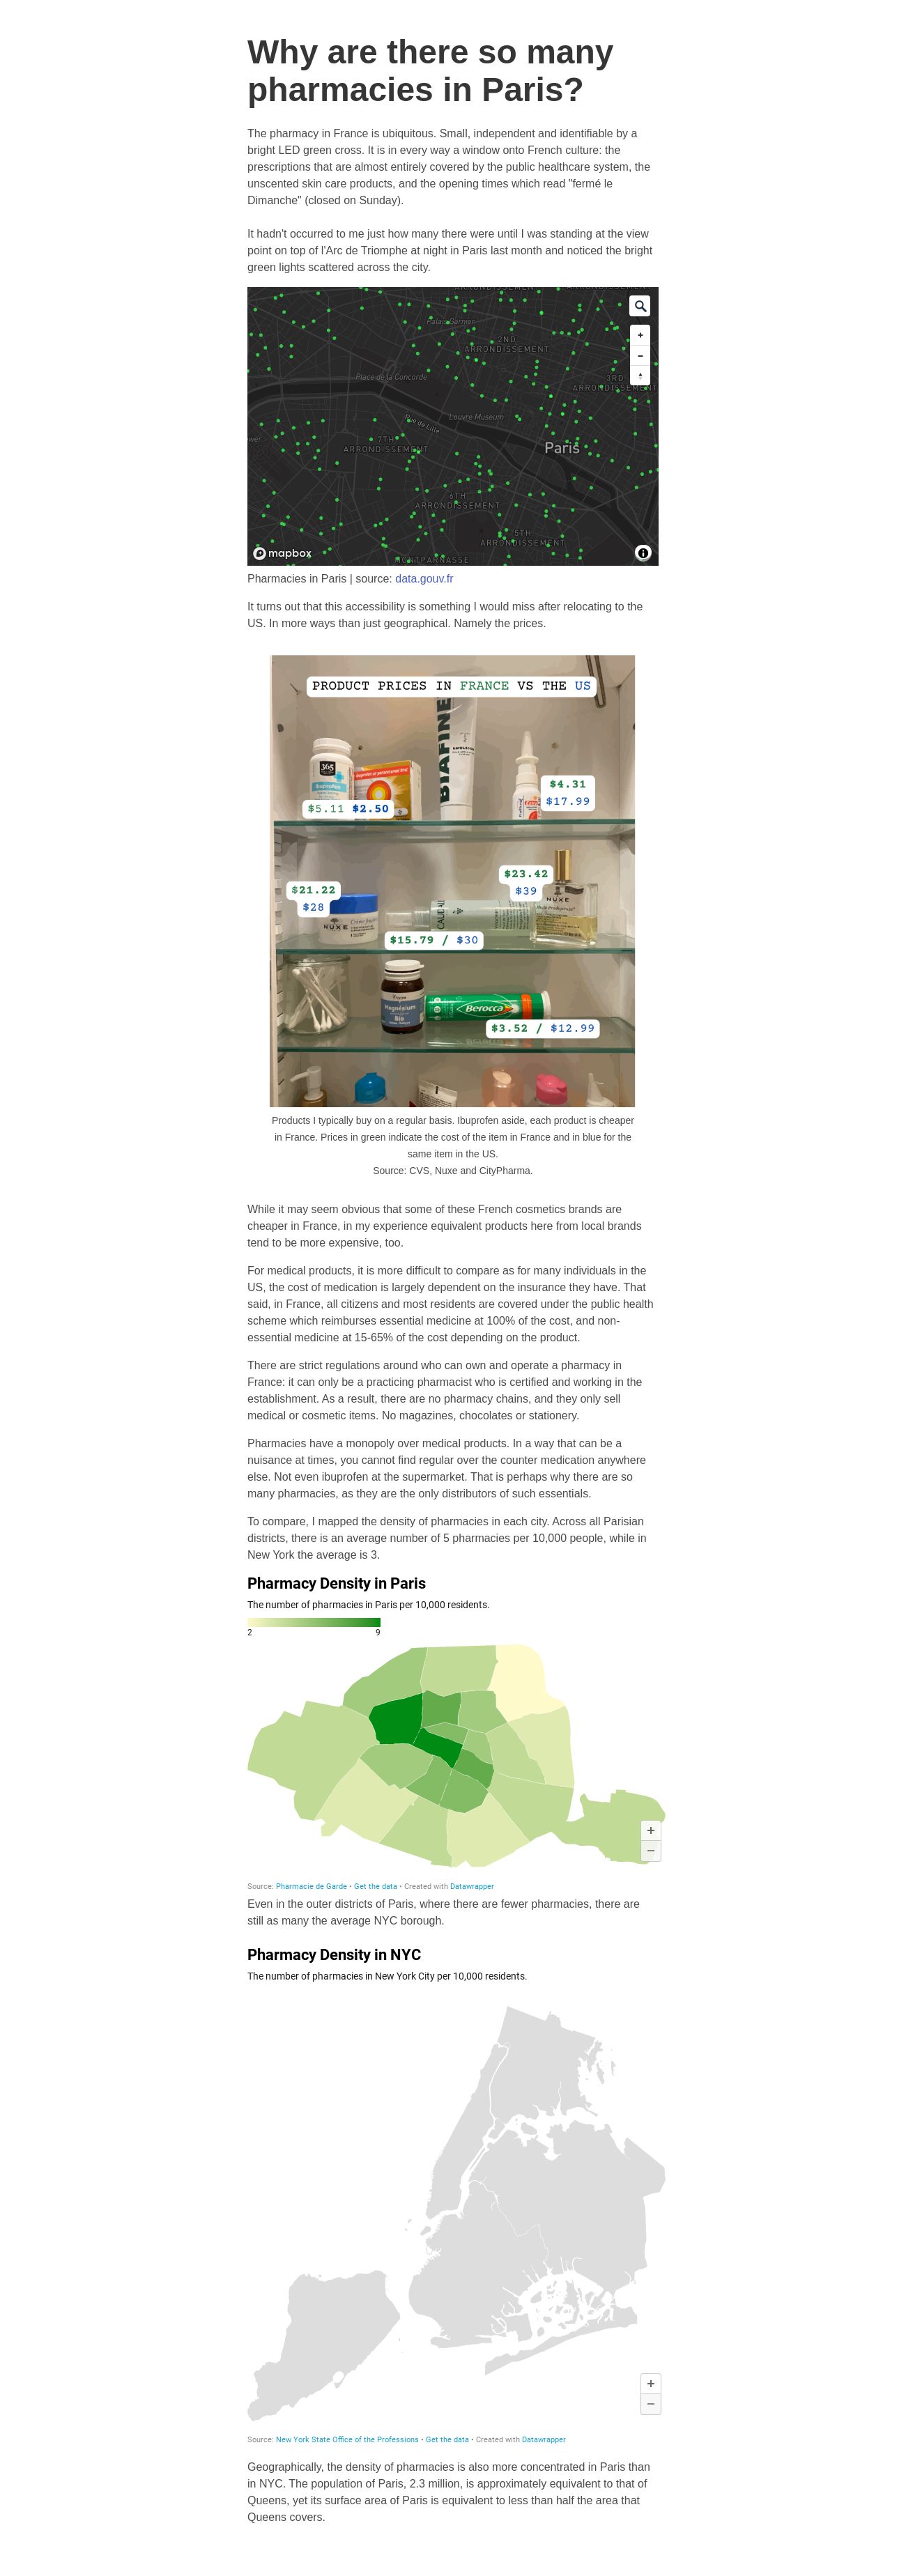 Why are there so many
pharmacies in Paris?
The pharmacy in France is ubiquitous. Small, independent and identifiable by a
bright LED green cross. It is in every way a window onto French culture: the
prescriptions that are almost entirely covered by the public healthcare system, the
unscented skin care products, and the opening times which read "fermé le
Dimanche" (closed on Sunday).
It hadn't occurred to me just how many there were until I was standing at the view
point on top of l'Arc de Triomphe at night in Paris last month and noticed the bright
green lights scattered across the city.
Palais Garnier
2ND
ARRONDISSEMENT
Place de la Concorde
3RD
ARRONDISSEMENT
Louvre Museum
Rue de Lille
7TH
ARRONDISSEMENT
Paris
6TH
ARRONDISSEMENT
5TH
ARRONDISSEMENT
MONTPARNASSE
mapbox
Pharmacies in Paris | source: data.gouv.fr
It turns out that this accessibility is something I would miss after relocating to the
US. In more ways than just geographical. Namely the prices.
PRODUCT PRICES IN FRANCE VS THE US
BIAFINE
365
Ibuprofen
$4.31
$17.99
$5.11 $2.50
$23.42
$39
$21.22
$28
NUXE
NUXE
$15.79 / $30
Magnésium
Bio
Berocca
$3.52 / $12.99
Products I typically buy on a regular basis. Ibuprofen aside, each product is cheaper
in France. Prices in green indicate the cost of the item in France and in blue for the
same item in the US.
Source: CVS, Nuxe and CityPharma.
While it may seem obvious that some of these French cosmetics brands are
cheaper in France, in my experience equivalent products here from local brands
tend to be more expensive, too.
For medical products, it is more difficult to compare as for many individuals in the
US, the cost of medication is largely dependent on the insurance they have. That
said, in France, all citizens and most residents are covered under the public health
scheme which reimburses essential medicine at 100% of the cost, and non-
essential medicine at 15-65% of the cost depending on the product.
There are strict regulations around who can own and operate a pharmacy in
France: it can only be a practicing pharmacist who is certified and working in the
establishment. As a result, there are no pharmacy chains, and they only sell
medical or cosmetic items. No magazines, chocolates or stationery.
Pharmacies have a monopoly over medical products. In a way that can be a
nuisance at times, you cannot find regular over the counter medication anywhere
else. Not even ibuprofen at the supermarket. That is perhaps why there are so
many pharmacies, as they are the only distributors of such essentials.
To compare, I mapped the density of pharmacies in each city. Across all Parisian
districts, there is an average number of 5 pharmacies per 10,000 people, while in
New York the average is 3.
Pharmacy Density in Paris
The number of pharmacies in Paris per 10,000 residents.
2 9
Source: Pharmacie de Garde • Get the data • Created with Datawrapper
Even in the outer districts of Paris, where there are fewer pharmacies, there are
still as many the average NYC borough.
Pharmacy Density in NYC
The number of pharmacies in New York City per 10,000 residents.
Source: New York State Office of the Professions • Get the data • Created with Datawrapper
Geographically, the density of pharmacies is also more concentrated in Paris than
in NYC. The population of Paris, 2.3 million, is approximately equivalent to that of
Queens, yet its surface area of Paris is equivalent to less than half the area that
Queens covers.